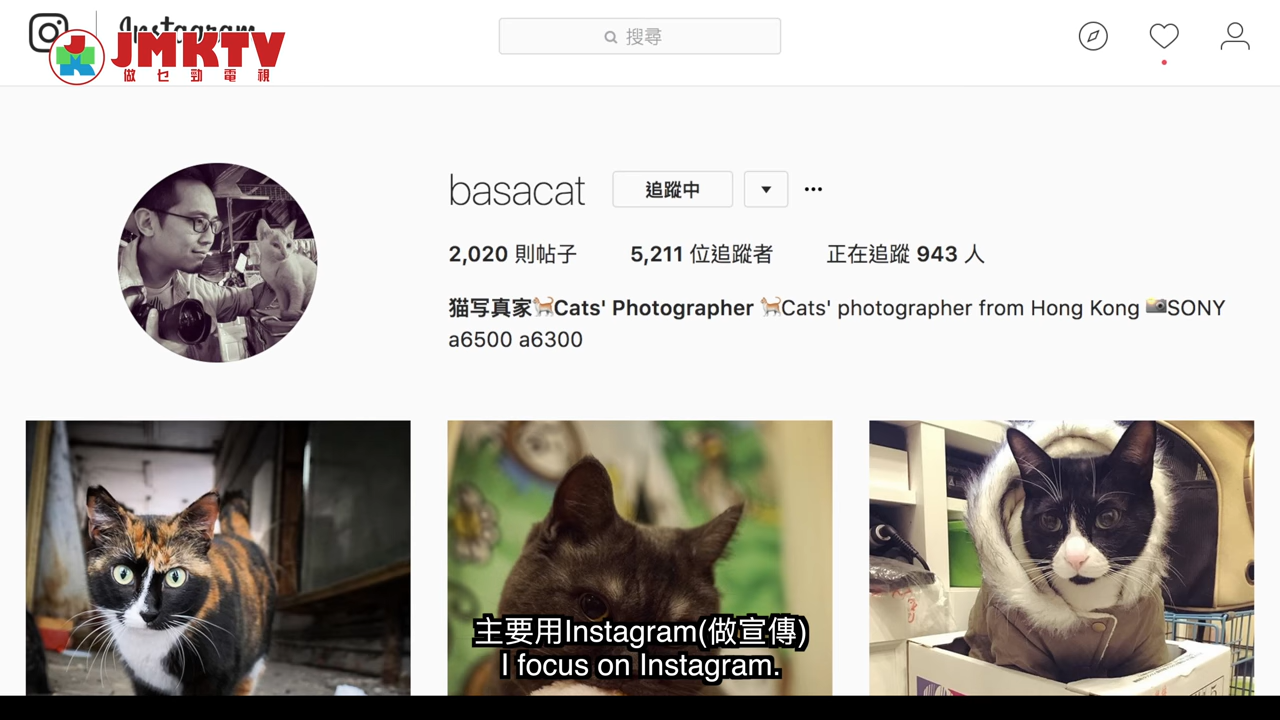 Instagram
JMKTV
做乜勁電視
搜尋
basacat
追蹤中
2,020 則帖子
5,211 位追蹤者
正在追蹤 943 人
猫写真家🐈Cats' Photographer 🐈Cats' photographer from Hong Kong 📷SONY
a6500 a6300
主要用Instagram(做宣傳)
I focus on Instagram.